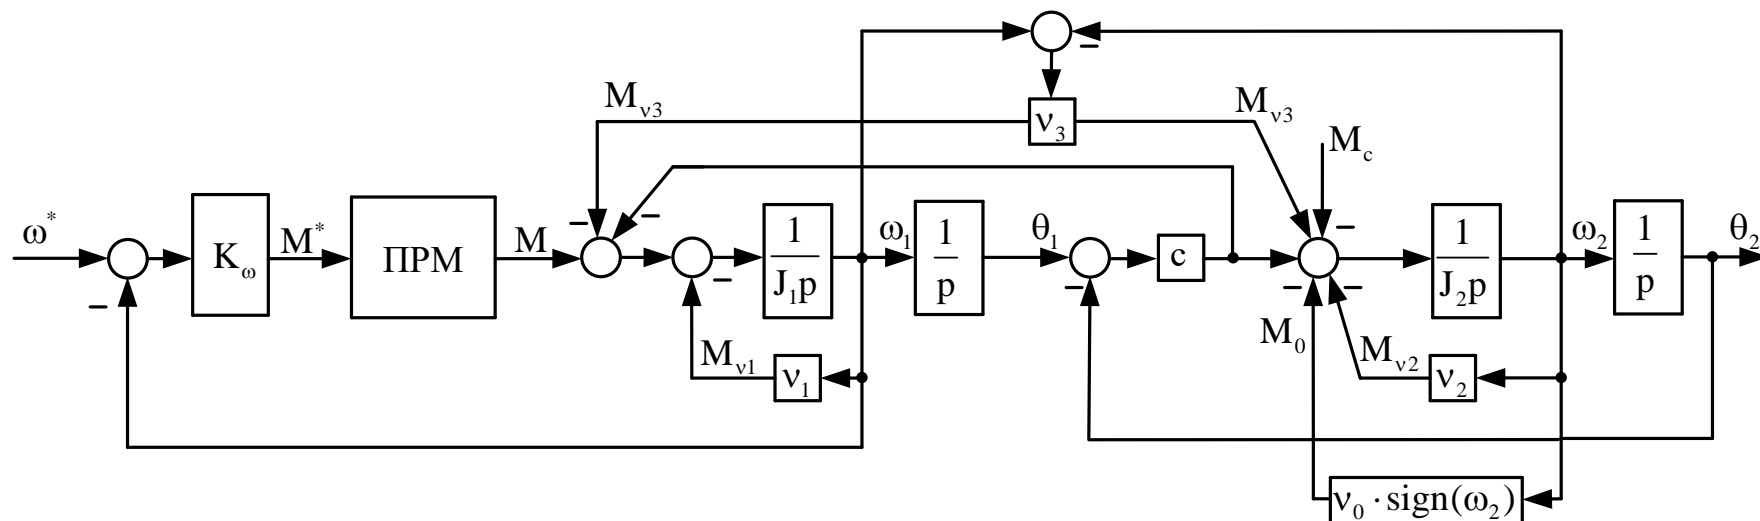 M_ν3
M_ν3
ν_3
M_c
ω^*
K_ω
M^*
ПРМ
M
1
J_1p
ω_1
1
p
θ_1
c
1
J_2p
ω_2
1
p
θ_2
M_0
M_ν1
ν_1
M_ν2
ν_2
ν_0 · sign(ω_2)